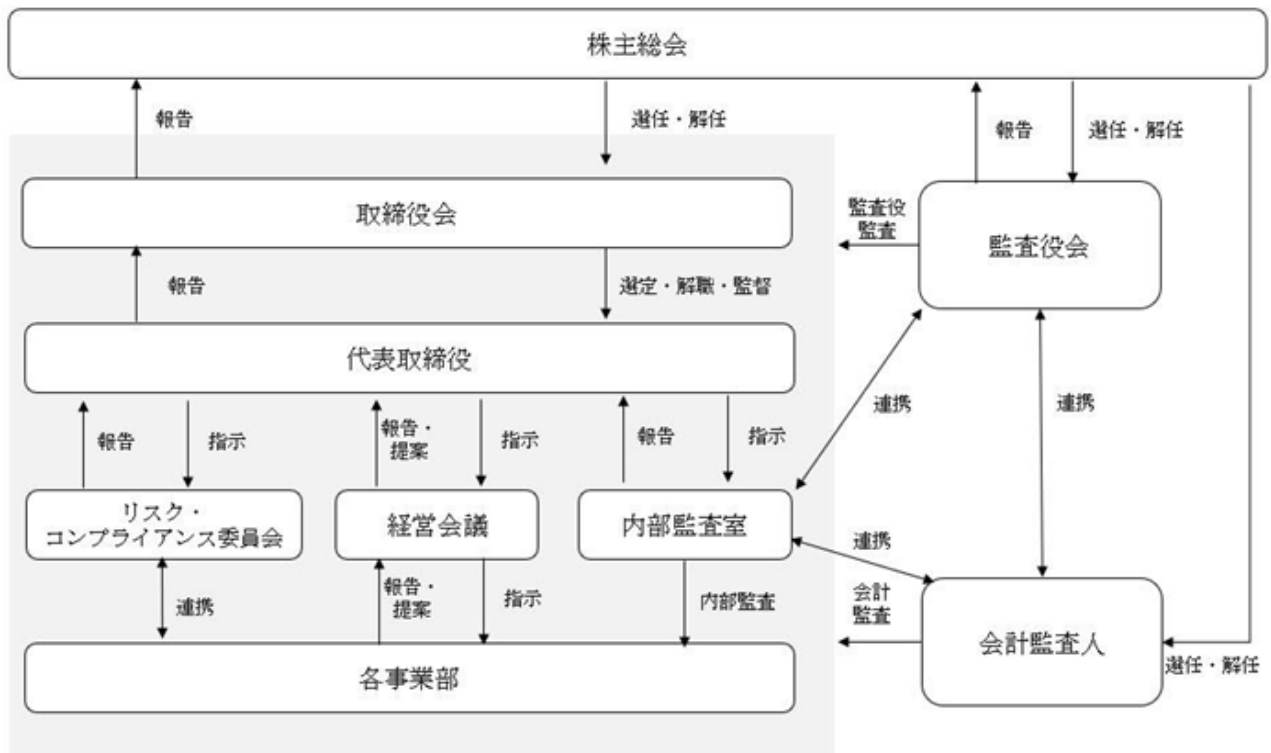 株主総会
報告
選任・解任
報告
選任・解任
取締役会
監査役
監査
監査役会
報告
選定・解職・監督
代表取締役
連携
連携
報告
指示
報告・
提案
指示
報告
指示
リスク・
コンプライアンス委員会
経営会議
内部監査室
連携
連携
報告・
提案
指示
内部監査
会計
監査
会計監査人
各事業部
選任・解任